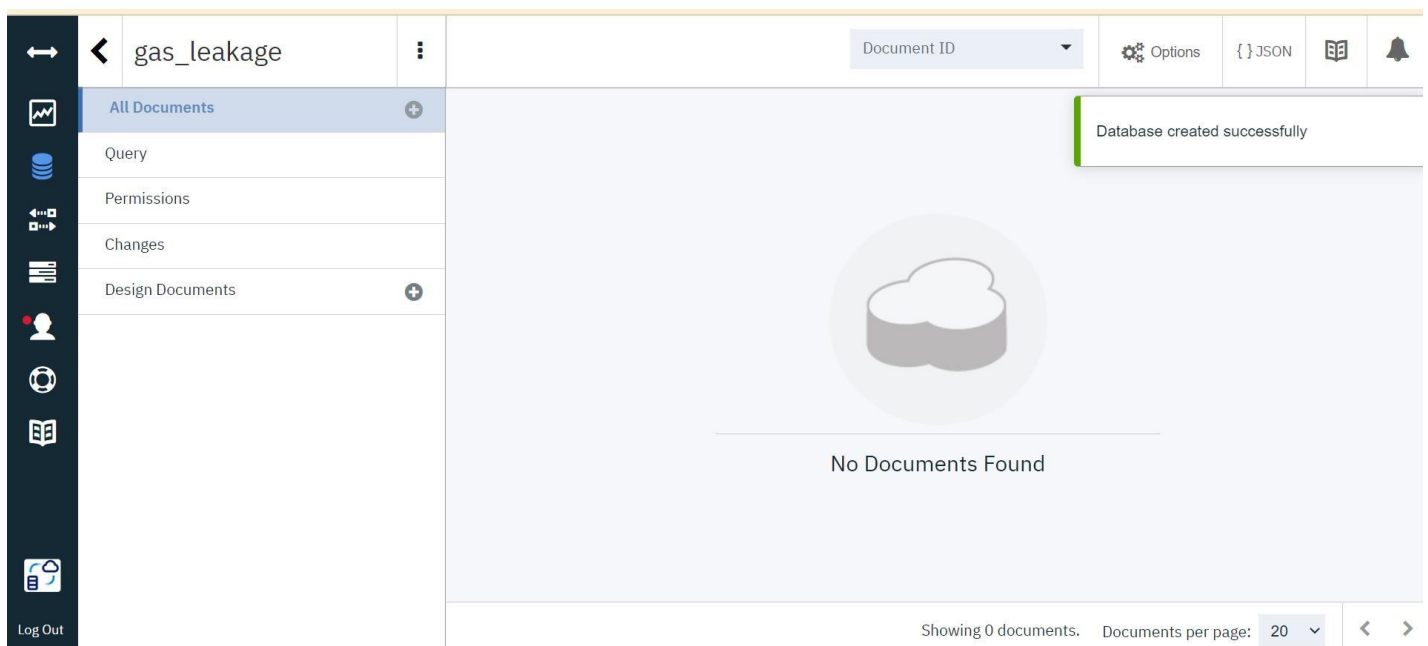 gas_leakage
Document ID
Options
{ } JSON
All Documents
Query
Permissions
Changes
Design Documents
Database created successfully
No Documents Found
Log Out
Showing 0 documents. Documents per page: 20